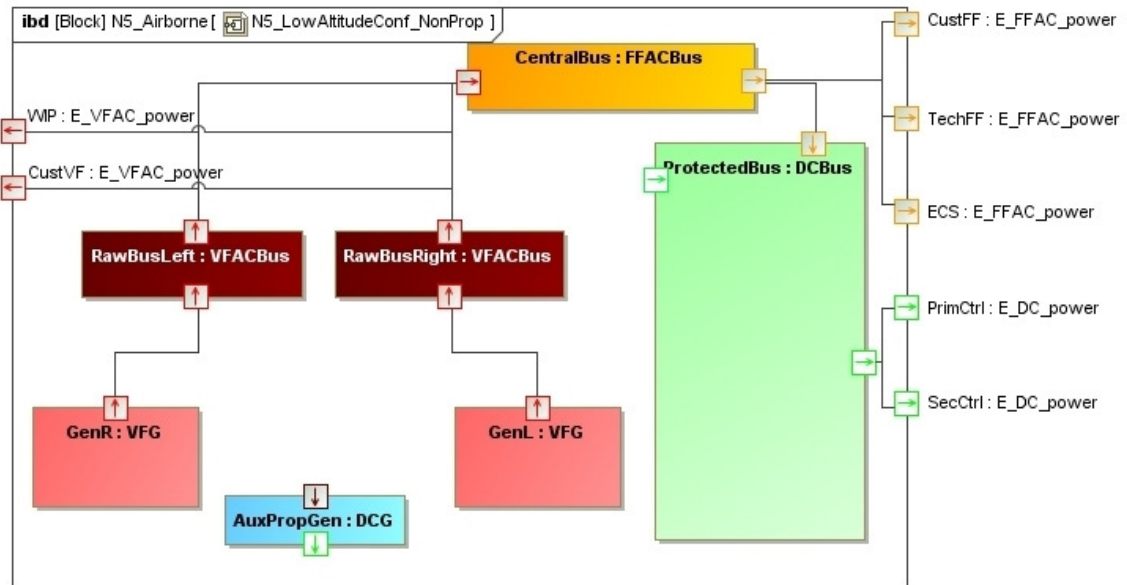 ibd [Block] N5_Airborne [ N5_LowAltitudeConf_NonProp ]
CustFF : E_FFAC_power
CentralBus : FFACBus
WIP : E_VFAC_power
TechFF : E_FFAC_power
CustVF : E_VFAC_power
ProtectedBus : DCBus
ECS : E_FFAC_power
RawBusLeft : VFACBus
RawBusRight : VFACBus
PrimCtrl : E_DC_power
SecCtrl : E_DC_power
GenR : VFG
GenL : VFG
AuxPropGen : DCG